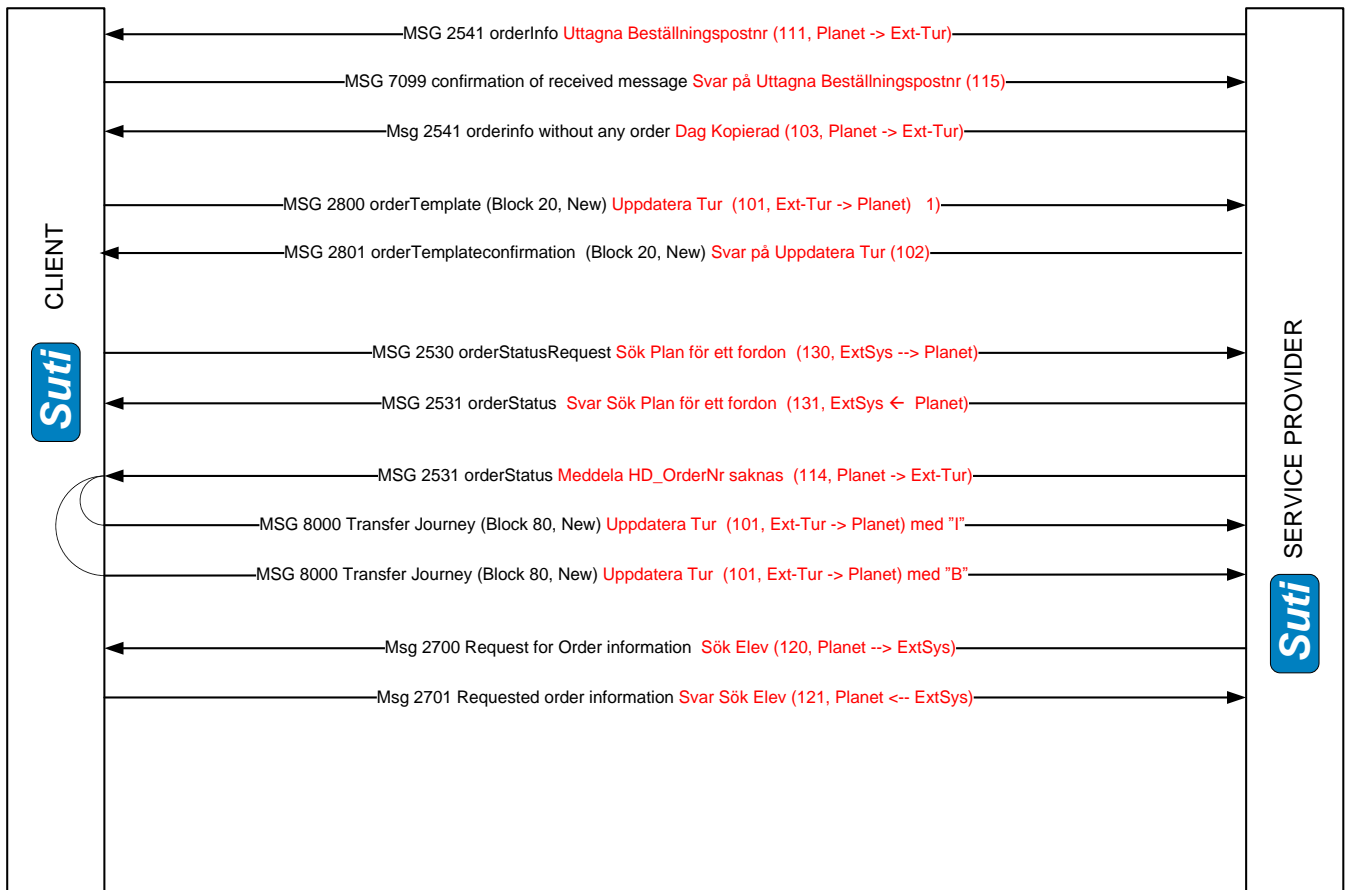 MSG 2541 orderInfo Uttagna Beställningspostnr (111, Planet -> Ext-Tur)
MSG 7099 confirmation of received message Svar på Uttagna Beställningspostnr (115)
Msg 2541 orderinfo without any order Dag Kopierad (103, Planet -> Ext-Tur)
MSG 2800 orderTemplate (Block 20, New) Uppdatera Tur (101, Ext-Tur -> Planet) 1)
MSG 2801 orderTemplateconfirmation (Block 20, New) Svar på Uppdatera Tur (102)
CLIENT
Suti
MSG 2530 orderStatusRequest Sök Plan för ett fordon (130, ExtSys --> Planet)
MSG 2531 orderStatus Svar Sök Plan för ett fordon (131, ExtSys ← Planet)
MSG 2531 orderStatus Meddela HD_OrderNr saknas (114, Planet -> Ext-Tur)
MSG 8000 Transfer Journey (Block 80, New) Uppdatera Tur (101, Ext-Tur -> Planet) med ”I”
MSG 8000 Transfer Journey (Block 80, New) Uppdatera Tur (101, Ext-Tur -> Planet) med ”B”
SERVICE PROVIDER
Suti
Msg 2700 Request for Order information Sök Elev (120, Planet --> ExtSys)
Msg 2701 Requested order information Svar Sök Elev (121, Planet <-- ExtSys)